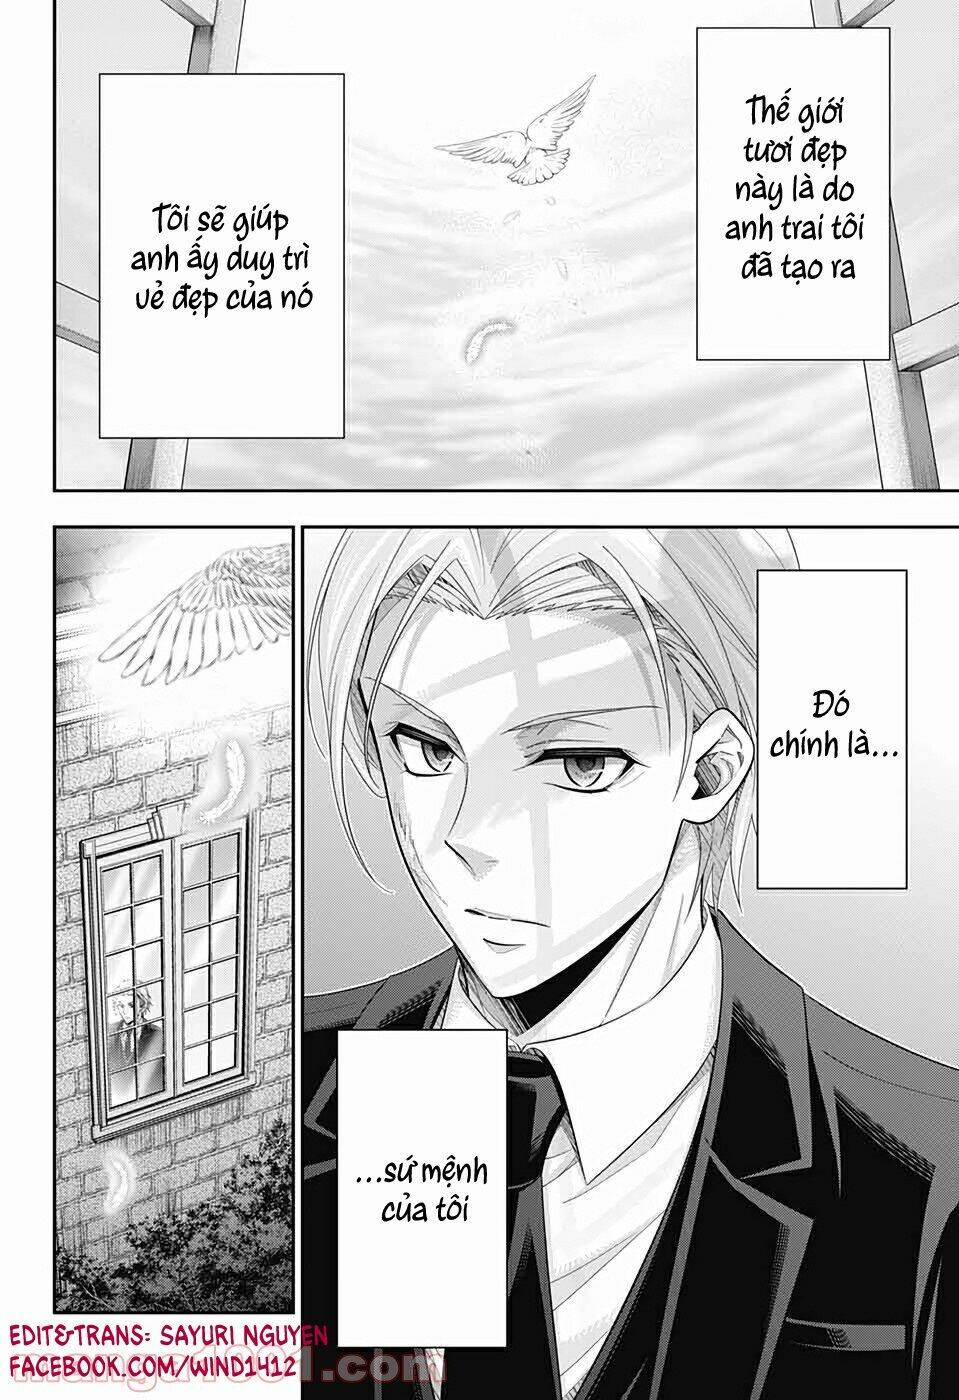 Thế giới
tươi đẹp
này là do
anh trai tôi
đã tạo ra
Tôi sẽ giúp
anh ấy duy trì
vẻ đẹp của nó
Đó
chính là...
...sứ mệnh
của tôi
EDIT&TRANS: SAYURI NGUYEN
FACEBOOK.COM/WIND1412
manga1001.com